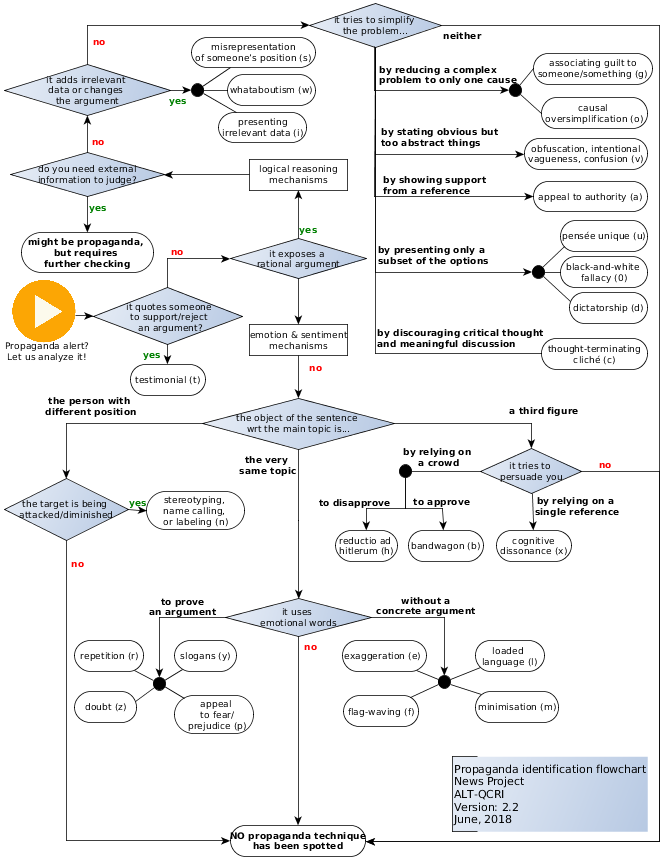 it tries to simplify
the problem...
no
neither
misrepresentation
of someone's position (s)
it adds irrelevant
data or changes
the argument
yes
whataboutism (w)
presenting
irrelevant data (i)
by reducing a complex
problem to only one cause
associating guilt to
someone/something (g)
causal
oversimplification (o)
no
by stating obvious but
too abstract things
obfuscation, intentional
vagueness, confusion (v)
do you need external
information to judge?
logical reasoning
mechanisms
by showing support
from a reference
appeal to authority (a)
yes
might be propaganda,
but requires
further checking
yes
no
it exposes a
rational argument
by presenting only a
subset of the options
pensée unique (u)
black-and-white
fallacy (0)
dictatorship (d)
it quotes someone
to support/reject
an argument?
Propaganda alert?
Let us analyze it!
yes
testimonial (t)
emotion & sentiment
mechanisms
no
by discouraging critical thought
and meaningful discussion
thought-terminating
cliché (c)
the person with
different position
the object of the sentence
wrt the main topic is...
a third figure
the very
same topic
by relying on
a crowd
it tries to
persuade you
no
the target is being
attacked/diminished
yes
stereotyping,
name calling,
or labeling (n)
to disapprove
to approve
by relying on a
single reference
reductio ad
hitlerum (h)
bandwagon (b)
cognitive
dissonance (x)
no
to prove
an argument
it uses
emotional words
without a
concrete argument
no
repetition (r)
slogans (y)
doubt (z)
appeal
to fear/
prejudice (p)
exaggeration (e)
loaded
language (l)
flag-waving (f)
minimisation (m)
Propaganda identification flowchart
News Project
ALT-QCRI
Version: 2.2
June, 2018
NO propaganda technique
has been spotted